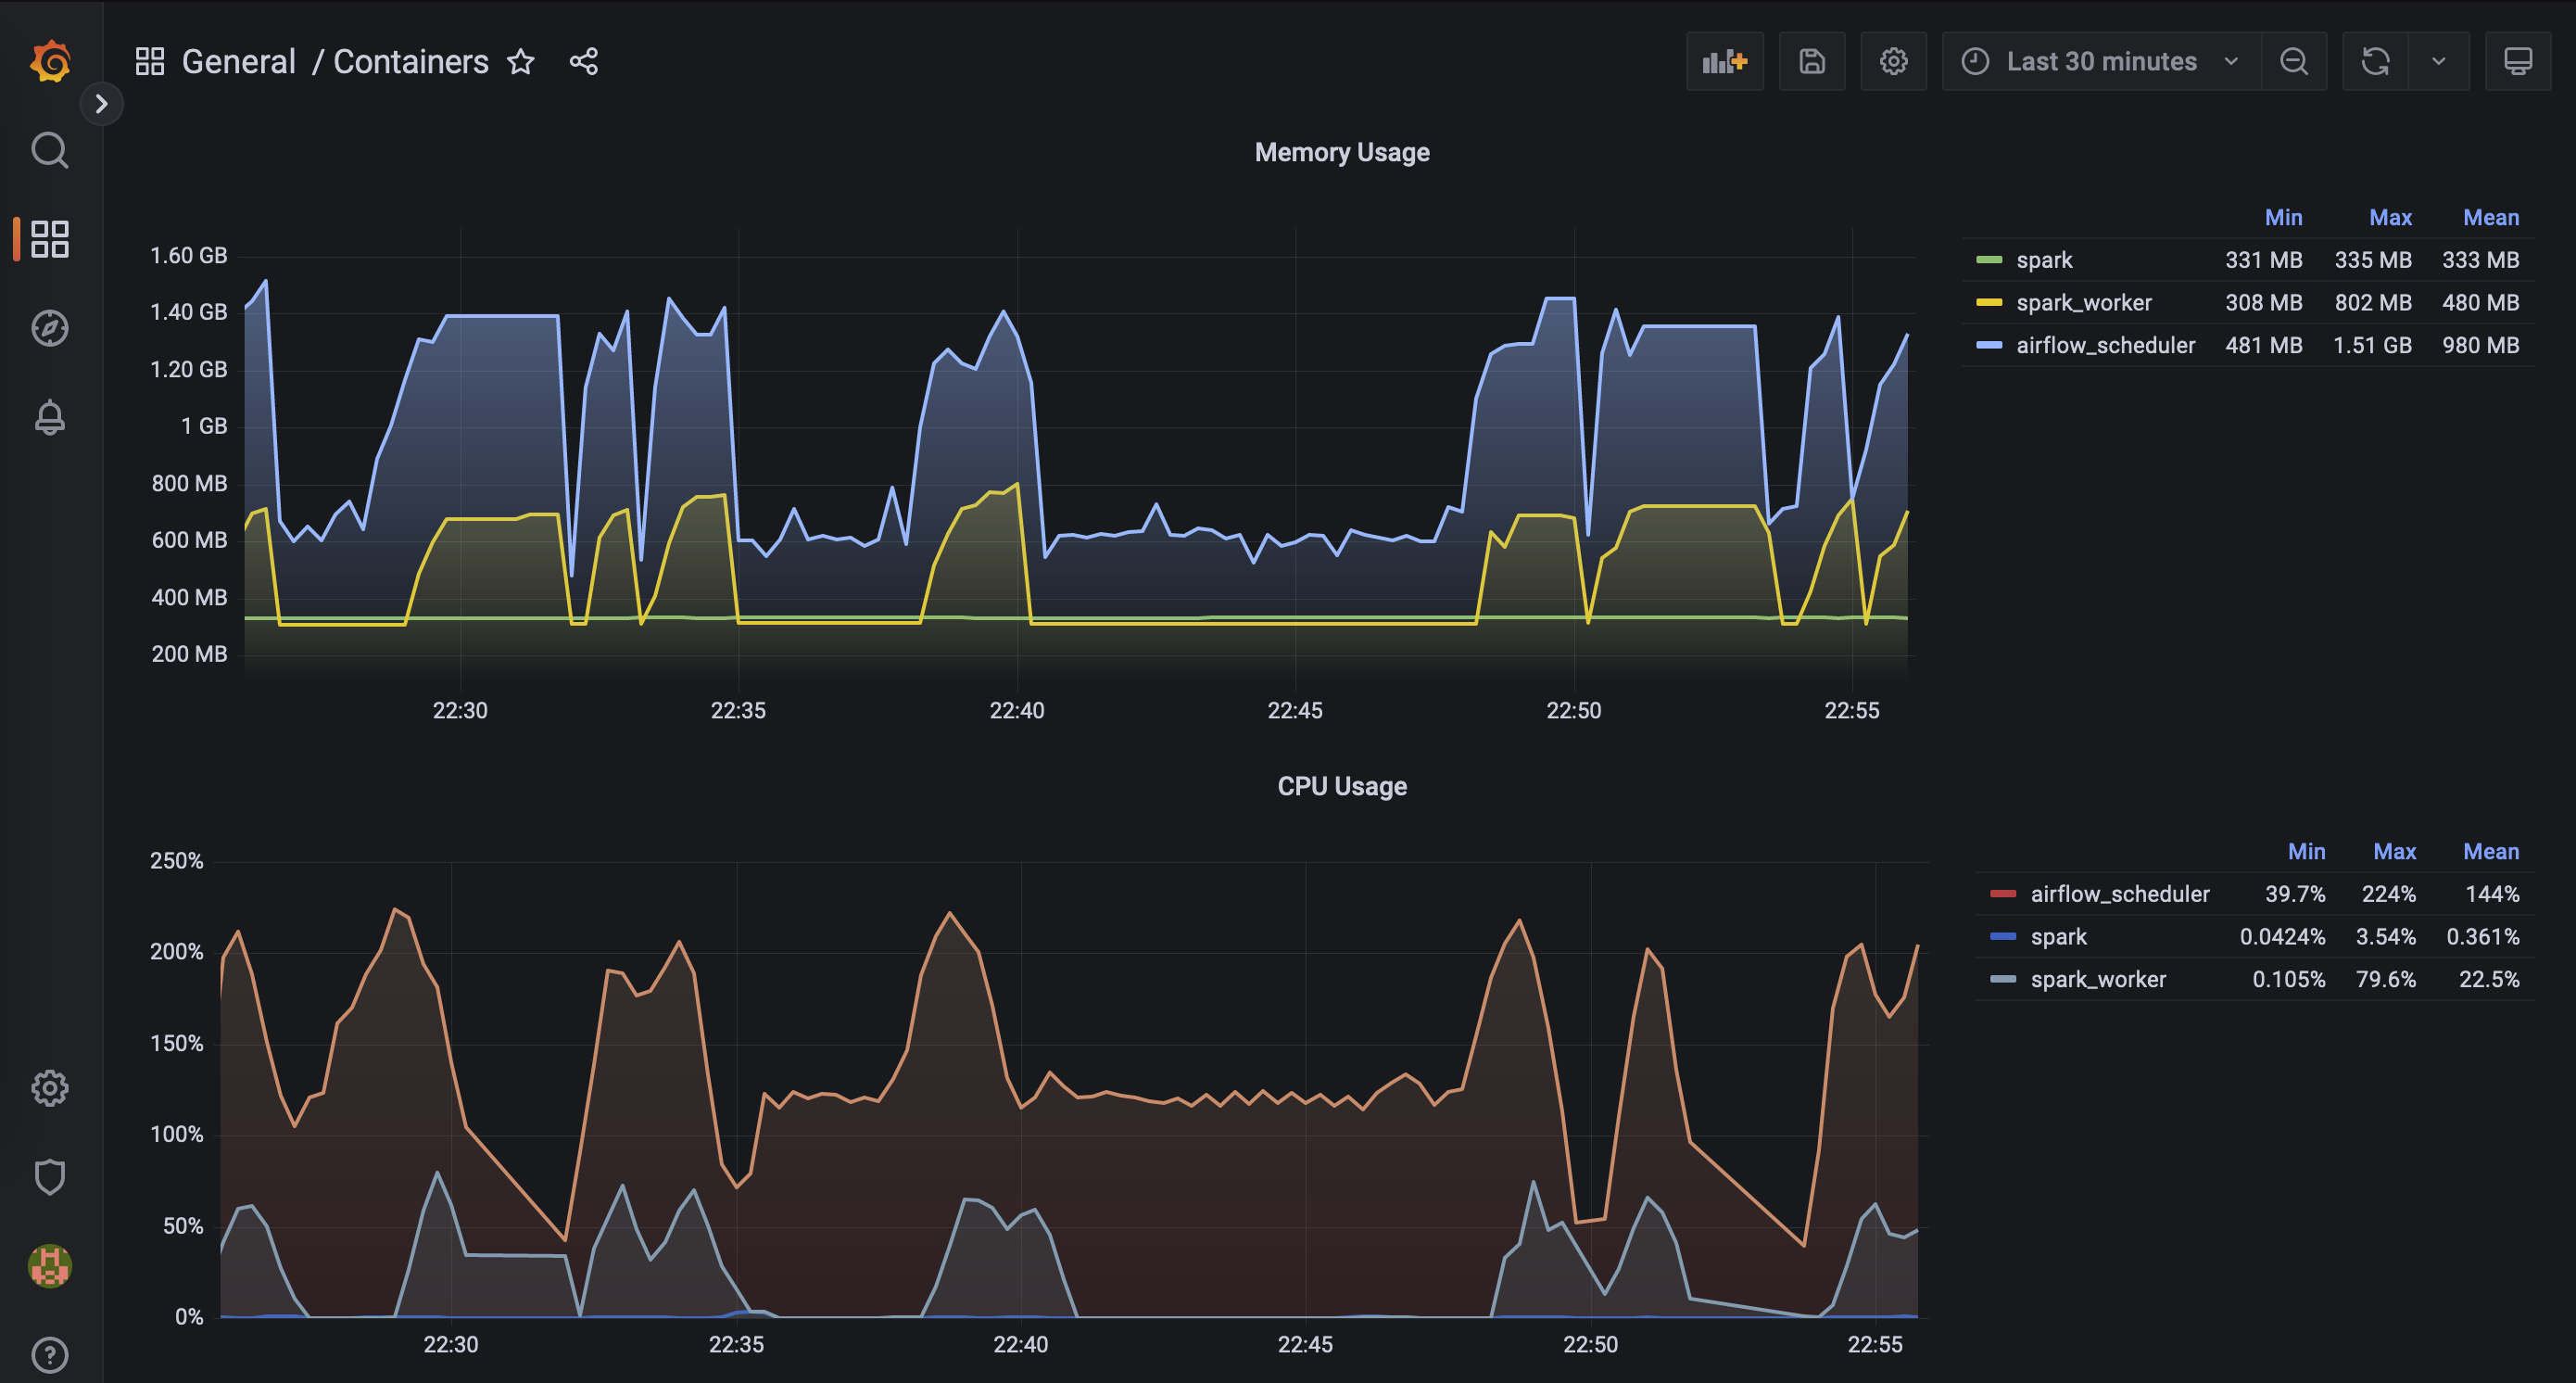 General / Containers
Last 30 minutes
Memory Usage
1.60 GB
1.40 GB
1.20 GB
1 GB
800 MB
600 MB
400 MB
200 MB
22:30 22:35 22:40 22:45 22:50 22:55
Min Max Mean
spark 331 MB 335 MB 333 MB
spark_worker 308 MB 802 MB 480 MB
airflow_scheduler 481 MB 1.51 GB 980 MB
CPU Usage
250%
200%
150%
100%
50%
0%
22:30 22:35 22:40 22:45 22:50 22:55
Min Max Mean
airflow_scheduler 39.7% 224% 144%
spark 0.0424% 3.54% 0.361%
spark_worker 0.105% 79.6% 22.5%